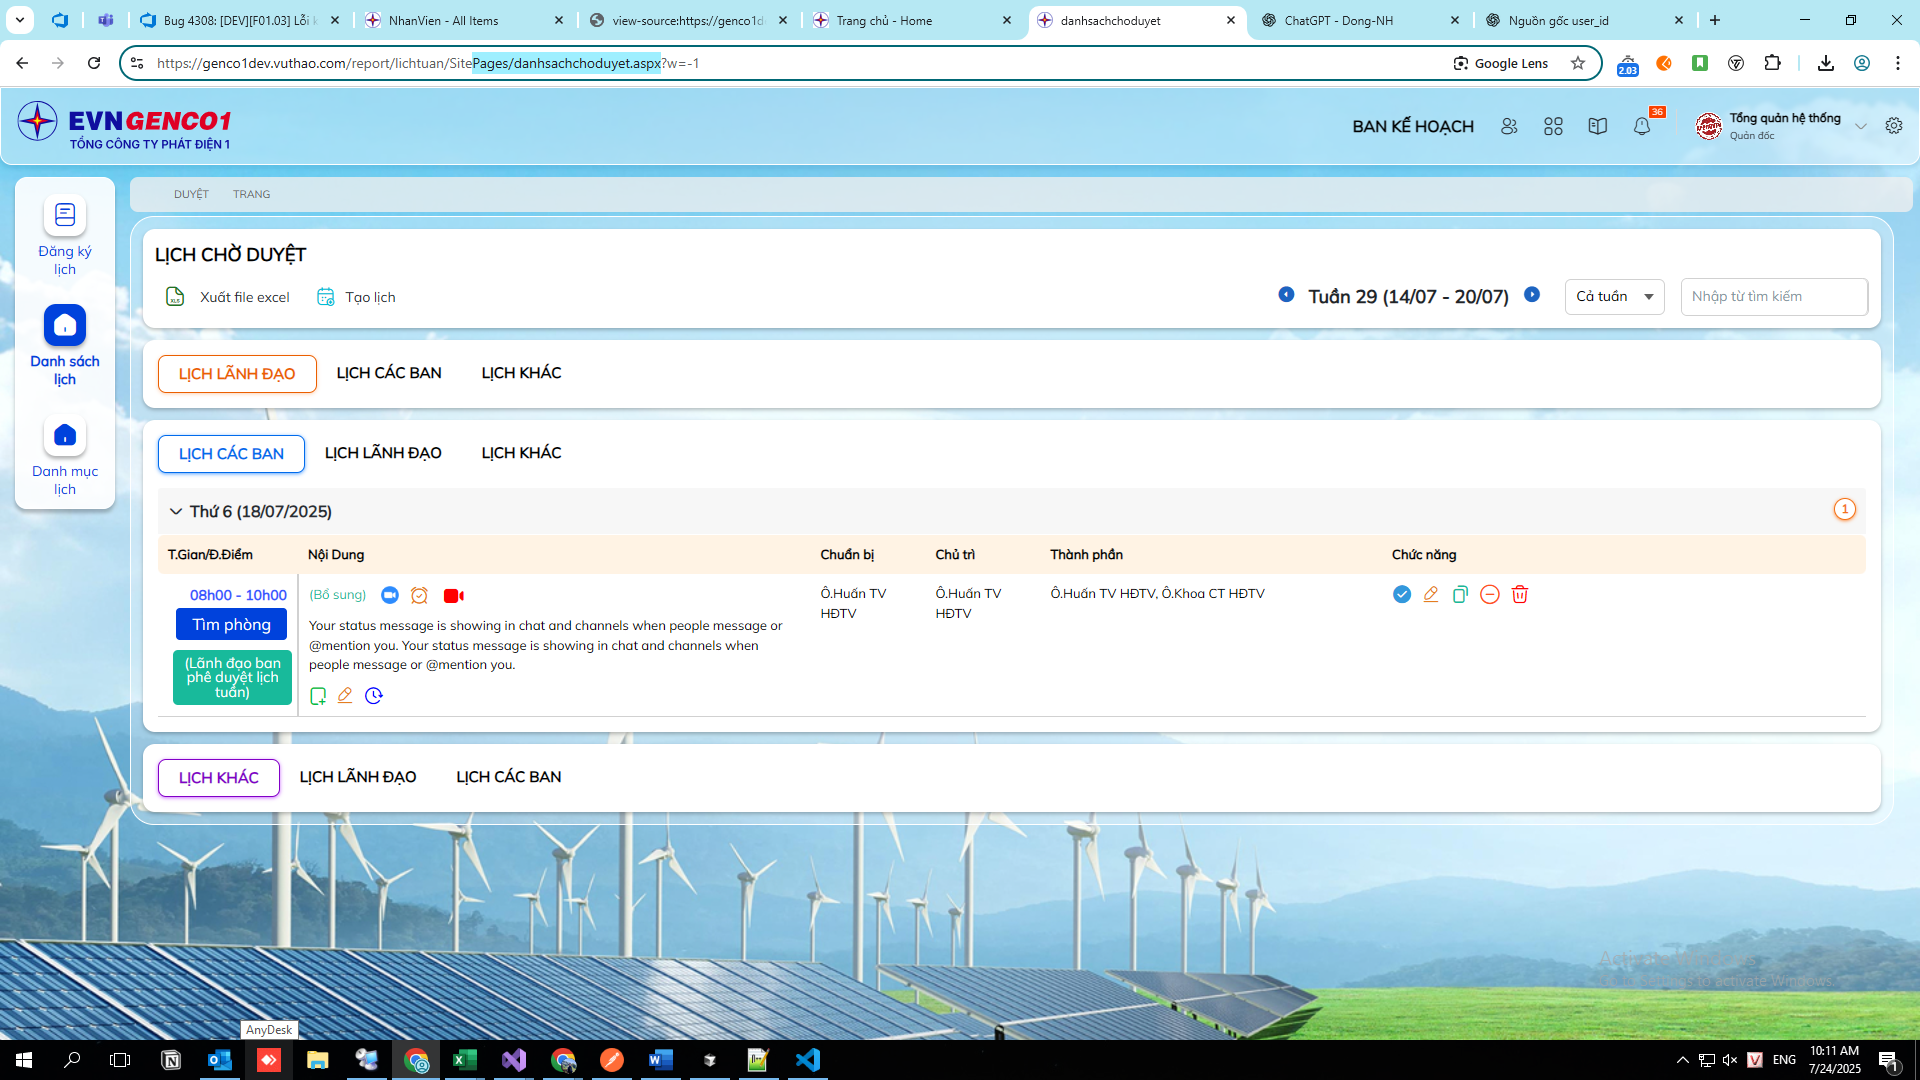 Bug 4308: [DEV][F01.03] Lỗi k
NhanVien - All Items
view-source:https://genco1d
Trang chủ - Home
danhsachchoduyet
ChatGPT - Dong-NH
Nguồn gốc user_id
https://genco1dev.vuthao.com/report/lichtuan/SitePages/danhsachchoduyet.aspx?w=-1
Google Lens
2.03
EVNGENCO1
TỔNG CÔNG TY PHÁT ĐIỆN 1
BAN KẾ HOẠCH
36
Tổng quản hệ thống
Quản đốc
DUYỆT
TRANG
Đăng ký
lịch
Danh sách
lịch
Danh mục
lịch
LỊCH CHỜ DUYỆT
XLS
Xuất file excel
Tạo lịch
Tuần 29 (14/07 - 20/07)
Cả tuần
Nhập từ tìm kiếm
LỊCH LÃNH ĐẠO
LỊCH CÁC BAN
LỊCH KHÁC
LỊCH CÁC BAN
LỊCH LÃNH ĐẠO
LỊCH KHÁC
Thứ 6 (18/07/2025)
1
T.Gian/Đ.Điểm
Nội Dung
Chuẩn bị
Chủ trì
Thành phần
Chức năng
08h00 - 10h00
Tìm phòng
(Lãnh đạo ban
phê duyệt lịch
tuần)
(Bổ sung)
Your status message is showing in chat and channels when people message or
@mention you. Your status message is showing in chat and channels when
people message or @mention you.
Ô.Huấn TV
HĐTV
Ô.Huấn TV
HĐTV
Ô.Huấn TV HĐTV, Ô.Khoa CT HĐTV
LỊCH KHÁC
LỊCH LÃNH ĐẠO
LỊCH CÁC BAN
AnyDesk
ENG
10:11 AM
7/24/2025
1